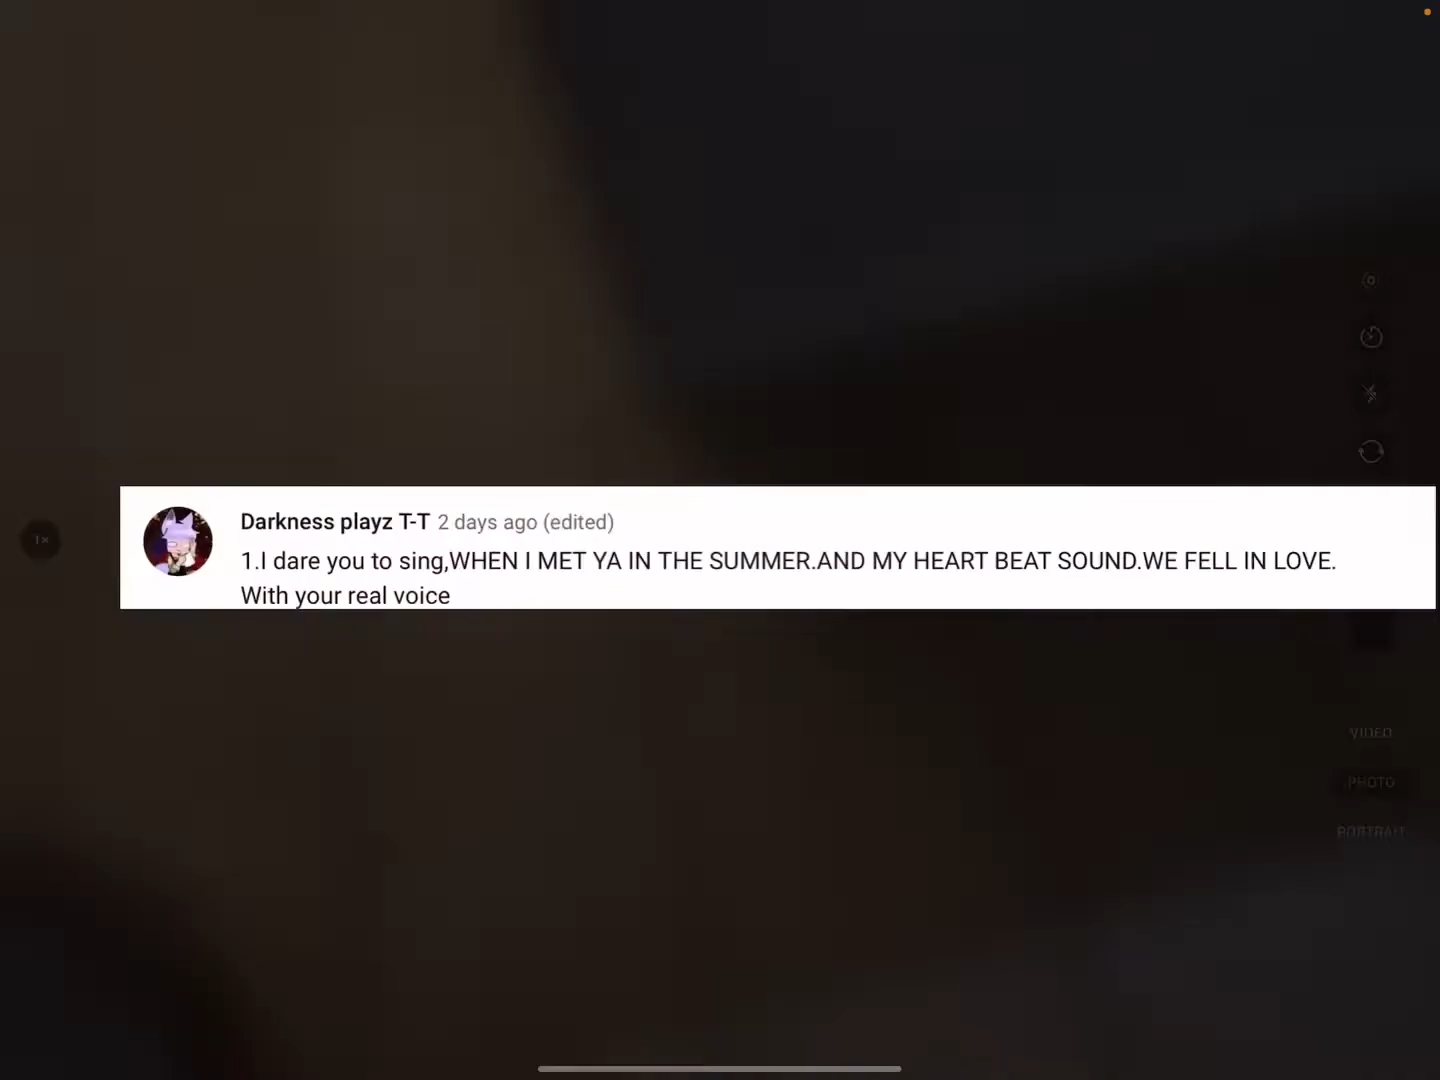 Darkness playz T-T 2 days ago (edited)
1.I dare you to sing,WHEN I MET YA IN THE SUMMER.AND MY HEART BEAT SOUND.WE FELL IN LOVE.
With your real voice
1×
VIDEO
PHOTO
PORTRAIT